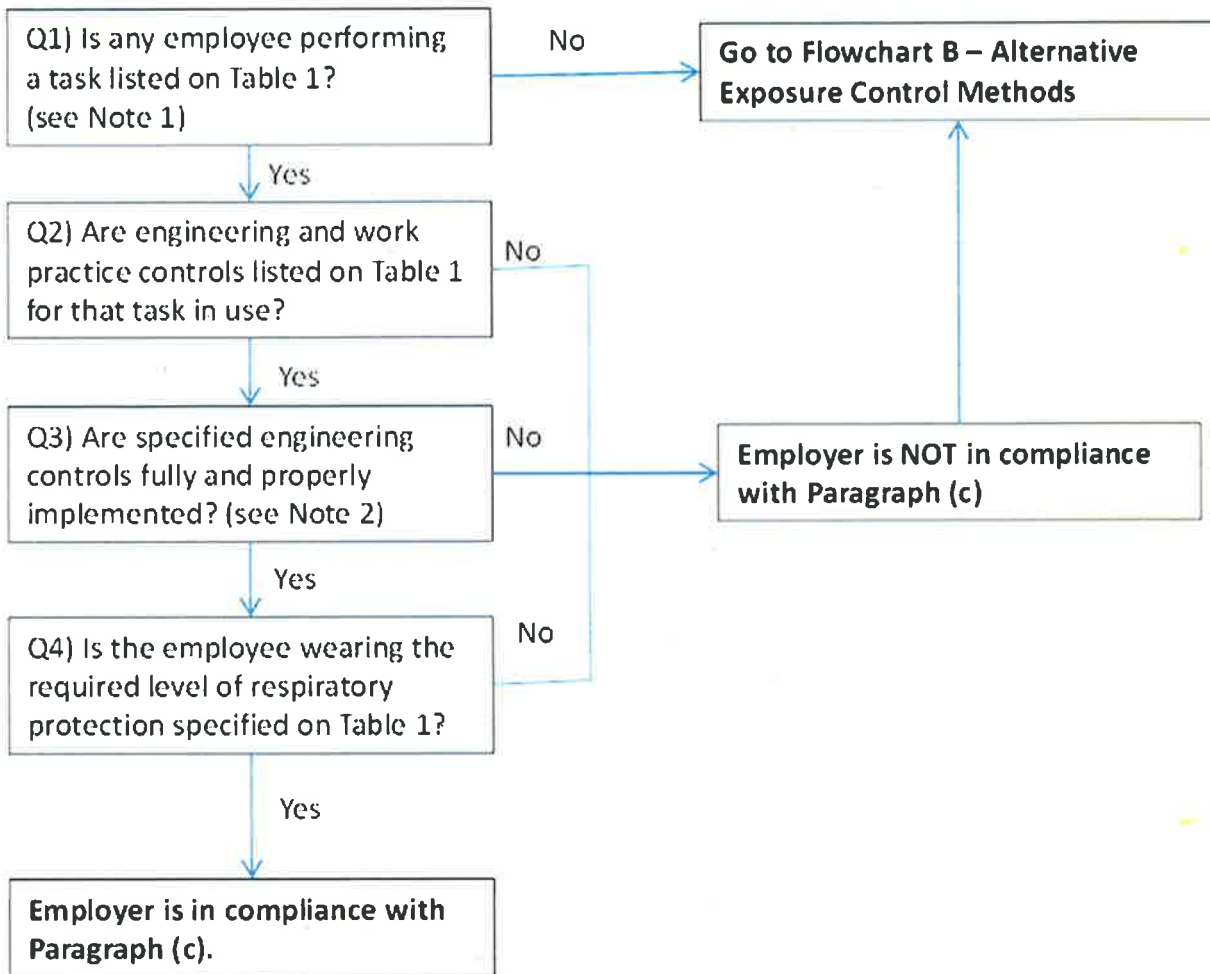 Q1) Is any employee performing
a task listed on Table 1?
(see Note 1)
No
Go to Flowchart B – Alternative
Exposure Control Methods
Yes
Q2) Are engineering and work
practice controls listed on Table 1
for that task in use?
No
Yes
Q3) Are specified engineering
controls fully and properly
implemented? (see Note 2)
No
Employer is NOT in compliance
with Paragraph (c)
Yes
Q4) Is the employee wearing the
required level of respiratory
protection specified on Table 1?
No
Yes
Employer is in compliance with
Paragraph (c).